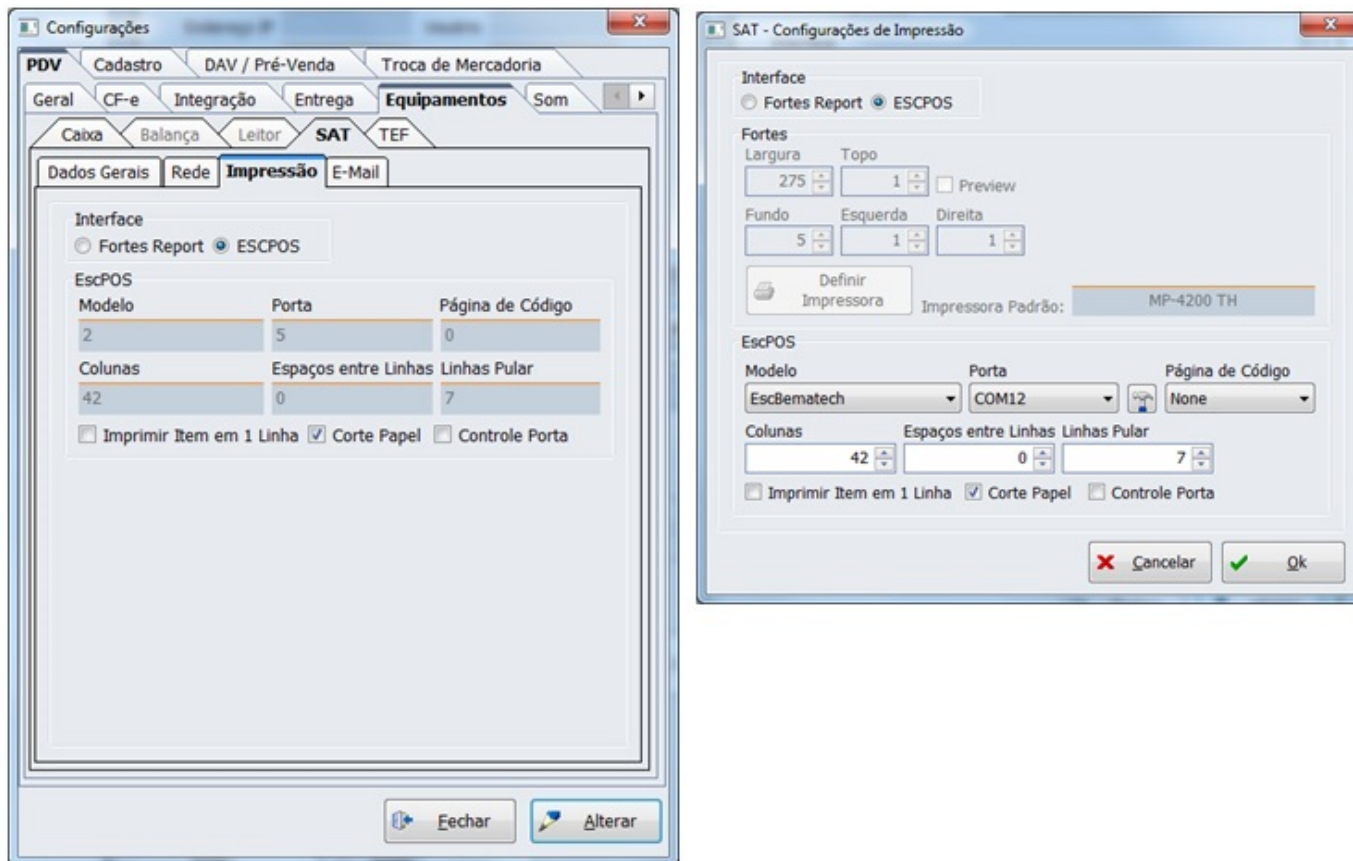 Configurações
PDV Cadastro DAV / Pré-Venda Troca de Mercadoria
Geral CF-e Integração Entrega Equipamentos Som
Caixa Balança Leitor SAT TEF
Dados Gerais Rede Impressão E-Mail
Interface
Fortes Report ESCPOS
EscPOS
Modelo Porta Página de Código
2 5 0
Colunas Espaços entre Linhas Linhas Pular
42 0 7
Imprimir Item em 1 Linha Corte Papel Controle Porta
Fechar Alterar
SAT - Configurações de Impressão
Interface
Fortes Report ESCPOS
Fortes
Largura Topo
275 1 Preview
Fundo Esquerda Direita
5 1 1
Definir
Impressora Impressora Padrão: MP-4200 TH
EscPOS
Modelo Porta Página de Código
EscBematech COM12 None
Colunas Espaços entre Linhas Linhas Pular
42 0 7
Imprimir Item em 1 Linha Corte Papel Controle Porta
Cancelar Ok